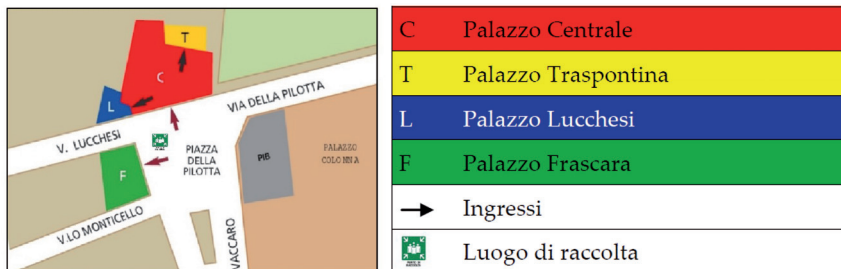 T
C
L
VIA DELLA PILOTTA
V. LUCCHESI
PIAZZA
DELLA
PILOTTA
PIB
PALAZZO
COLONNA
F
V.LO MONTICELLO
VACCARO
C Palazzo Centrale
T Palazzo Traspontina
L Palazzo Lucchesi
F Palazzo Frascara
Ingressi
Luogo di raccolta